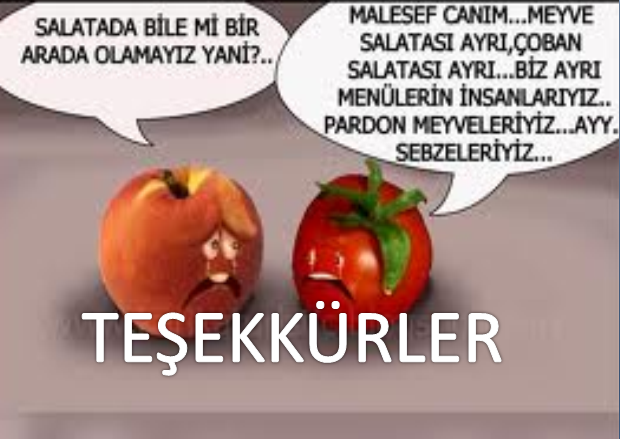 SALATADA BİLE Mİ BİR
ARADA OLAMAYIZ YANİ?..
MALESEF CANIM...MEYVE
SALATASI AYRI,ÇOBAN
SALATASI AYRI...BİZ AYRI
MENÜLERİN İNSANLARIYIZ..
PARDON MEYVELERİYİZ...AYY.
SEBZELERİYİZ...
TEŞEKKÜRLER